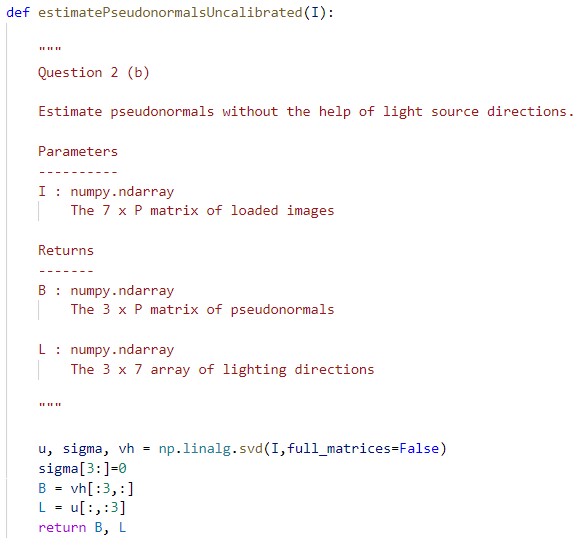 def estimatePseudonormalsUncalibrated(I):
"""
Question 2 (b)
Estimate pseudonormals without the help of light source directions.
Parameters
----------
I : numpy.ndarray
The 7 x P matrix of loaded images
Returns
-------
B : numpy.ndarray
The 3 x P matrix of pseudonormals
L : numpy.ndarray
The 3 x 7 array of lighting directions
"""
u, sigma, vh = np.linalg.svd(I,full_matrices=False)
sigma[3:]=0
B = vh[:3,:]
L = u[:,:3]
return B, L